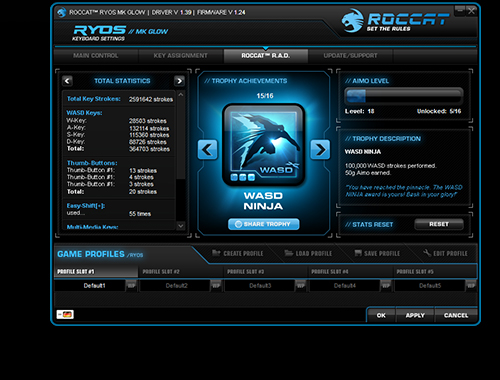 ROCCAT™ RYOS MK GLOW | DRIVER V 1.39 | FIRMWARE V 1.24
RYOS // MK GLOW
KEYBOARD SETTINGS
ROCCAT
SET THE RULES
MAIN CONTROL
KEY ASSIGNMENT
ROCCAT™ R.A.D.
UPDATE/SUPPORT
TOTAL STATISTICS
Total Key Strokes: 2591642 strokes
WASD Keys:
W-Key: 28503 strokes
A-Key: 132114 strokes
S-Key: 115360 strokes
D-Key: 88726 strokes
Total: 364703 strokes
Thumb-Buttons:
Thumb-Button #1: 13 strokes
Thumb-Button #1: 4 strokes
Thumb-Button #1: 3 strokes
Total: 20 strokes
Easy-Shift[+]:
used... 55 times
Multi-Media Keys:
// TROPHY ACHIEVEMENTS
15/16
WASD
WASD
NINJA
SHARE TROPHY
// AIMO LEVEL
Level: 18 Unlocked: 5/16
// TROPHY DESCRIPTION
WASD NINJA
100,000 WASD strokes performed.
50g Aimo earned.
"You have reached the pinnacle. The WASD
NINJA award is yours! Bask in your glory!"
// STATS RESET
RESET
GAME PROFILES /RYOS
CREATE PROFILE
LOAD PROFILE
SAVE PROFILE
EDIT PROFILE
PROFILE SLOT #1
PROFILE SLOT #2
PROFILE SLOT #3
PROFILE SLOT #4
PROFILE SLOT #5
Default1
Default2
Default3
Default4
Default5
OK
APPLY
CANCEL